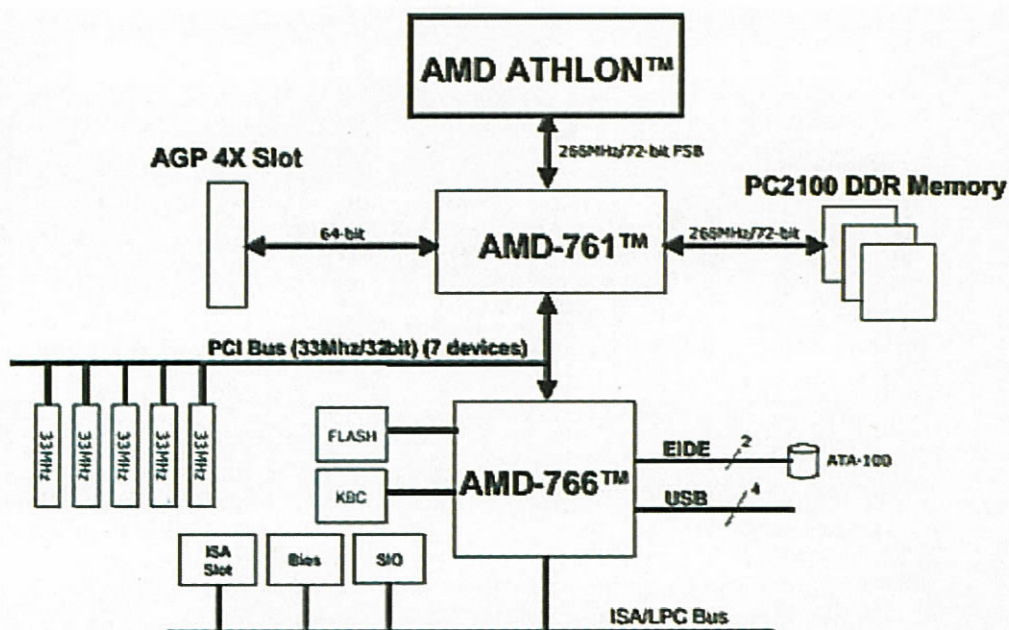 AMD ATHLON™
266MHz/72-bit FSB
AGP 4X Slot
PC2100 DDR Memory
64-bit
AMD-761™
266MHz/72-bit
PCI Bus (33Mhz/32bit) (7 devices)
33MHz
33MHz
33MHz
33MHz
33MHz
FLASH
KBC
AMD-766™
EIDE
2
ATA-100
USB
4
ISA
Slot
Bios
SIO
ISA/LPC Bus